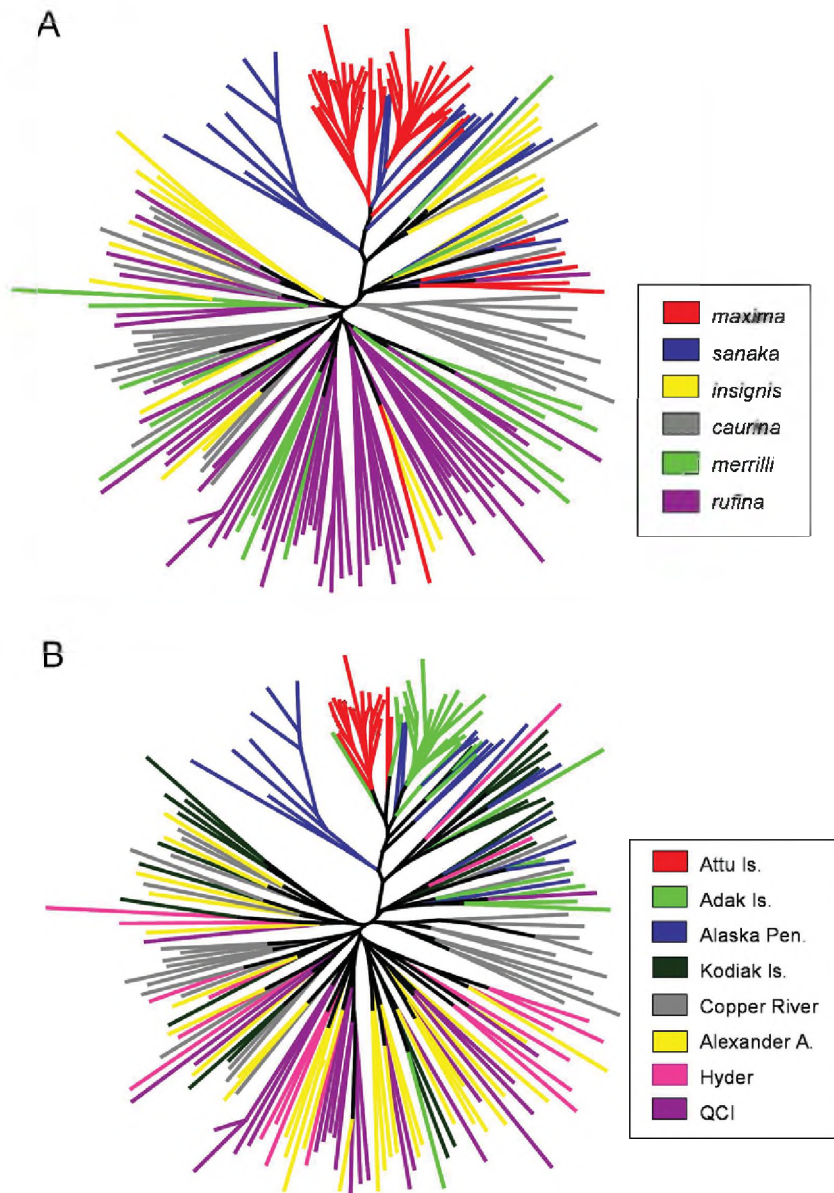 A
maxima
sanaka
insignis
caurina
merrilli
rufina
B
Attu Is.
Adak Is.
Alaska Pen.
Kodiak Is.
Copper River
Alexander A.
Hyder
QCI